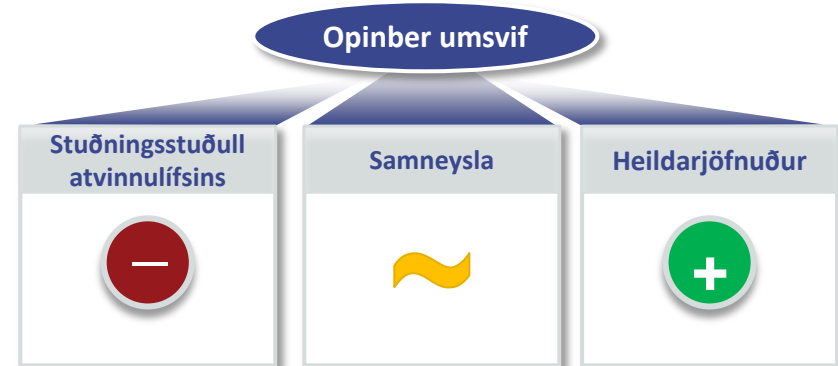 Opinber umsvif
Stuðningsstuðull
atvinnulífsins
Samneysla
Heildarjöfnuður
–
~
+